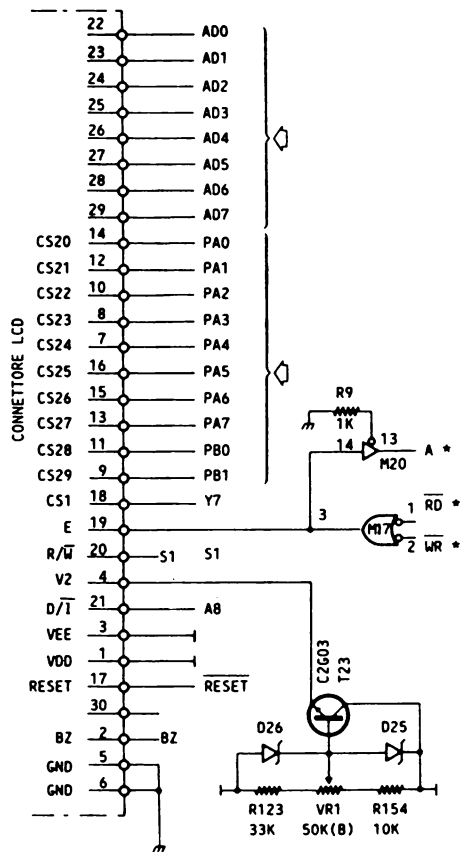 22 AD0
23 AD1
24 AD2
25 AD3
26 AD4
27 AD5
28 AD6
29 AD7
CS20 14 PA0
CS21 12 PA1
CS22 10 PA2
CS23 8 PA3
CS24 7 PA4
CS25 16 PA5
CS26 15 PA6
CS27 13 PA7
CS28 11 PB0
CS29 9 PB1
CS1 18 Y7
E 19
R/W̅ 20 S1 S1
V2 4
D/I̅ 21 A8
VEE 3
VDD 1
RESET 17 R̅E̅S̅E̅T̅
30
BZ 2 BZ
GND 5
GND 6
CONNETTORE LCD
R9
1K
14 13 A *
M20
3 M17 1 R̅D̅ *
2 W̅R̅ *
C2603
T23
D26 D25
R123 VR1 R154
33K 50K(B) 10K